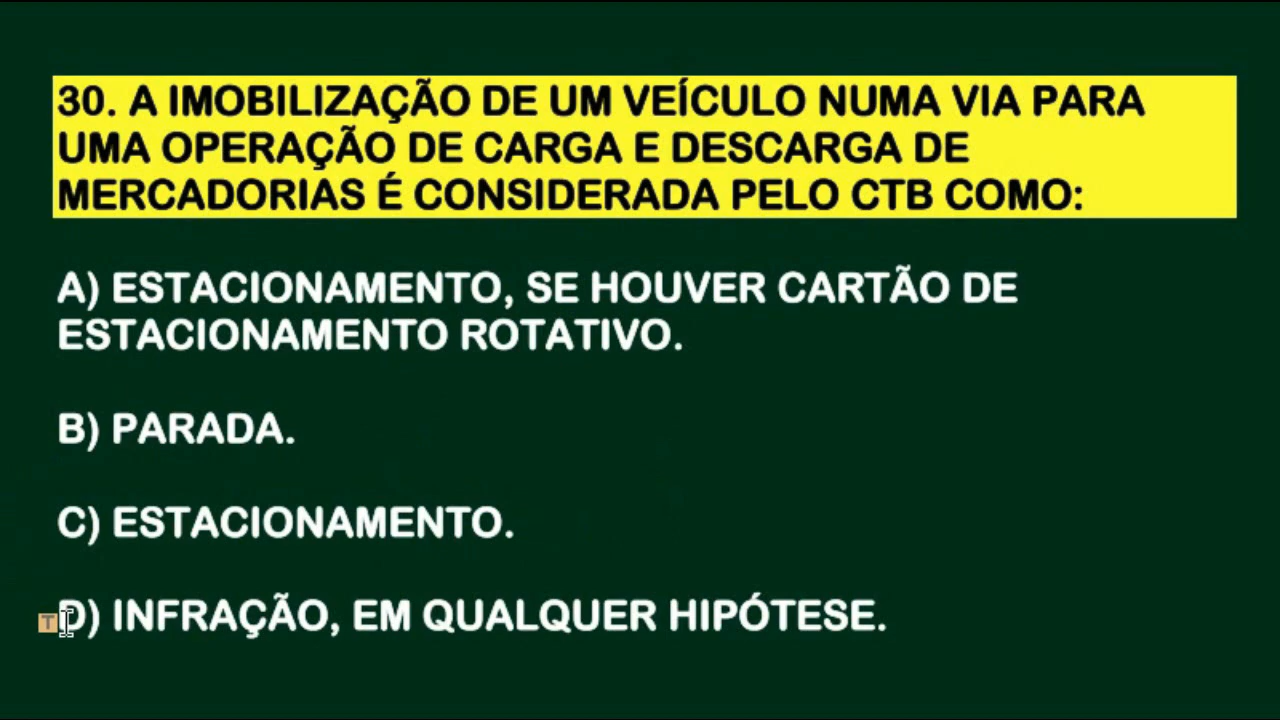 30. A IMOBILIZAÇÃO DE UM VEÍCULO NUMA VIA PARA
UMA OPERAÇÃO DE CARGA E DESCARGA DE
MERCADORIAS É CONSIDERADA PELO CTB COMO:
A) ESTACIONAMENTO, SE HOUVER CARTÃO DE
ESTACIONAMENTO ROTATIVO.
B) PARADA.
C) ESTACIONAMENTO.
D) INFRAÇÃO, EM QUALQUER HIPÓTESE.